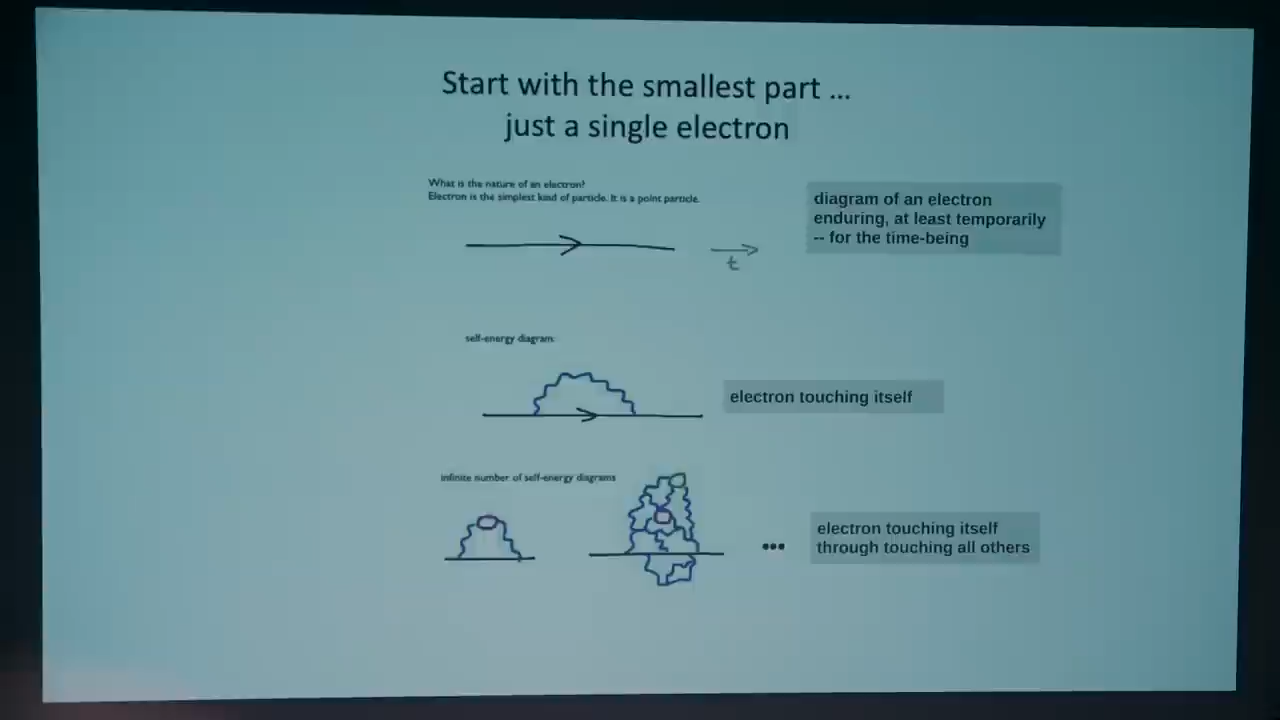 Start with the smallest part ...
just a single electron
What is the nature of an electron?
Electron is the simplest kind of particle. It is a point particle.
diagram of an electron
enduring, at least temporarily
-- for the time-being
t
self-energy diagram:
electron touching itself
infinite number of self-energy diagrams
electron touching itself
through touching all others
...